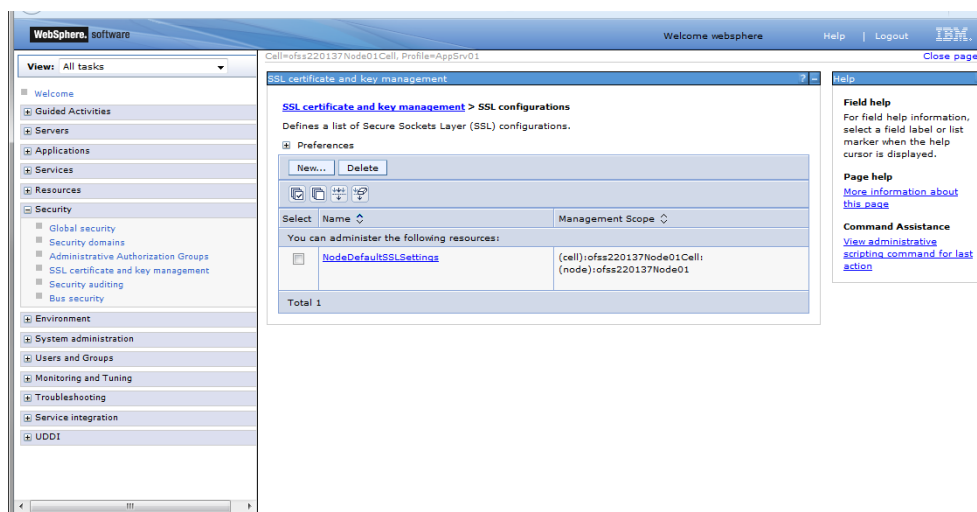 WebSphere. software
Welcome websphere
Help | Logout
IBM.
Cell=ofss220137Node01Cell, Profile=AppSrv01
Close page
View: All tasks
Welcome
Guided Activities
Servers
Applications
Services
Resources
Security
Global security
Security domains
Administrative Authorization Groups
SSL certificate and key management
Security auditing
Bus security
Environment
System administration
Users and Groups
Monitoring and Tuning
Troubleshooting
Service integration
UDDI
SSL certificate and key management
SSL certificate and key management > SSL configurations
Defines a list of Secure Sockets Layer (SSL) configurations.
Preferences
New... Delete
Select Name Management Scope
You can administer the following resources:
NodeDefaultSSLSettings (cell):ofss220137Node01Cell:
(node):ofss220137Node01
Total 1
Help
Field help
For field help information,
select a field label or list
marker when the help
cursor is displayed.
Page help
More information about
this page
Command Assistance
View administrative
scripting command for last
action